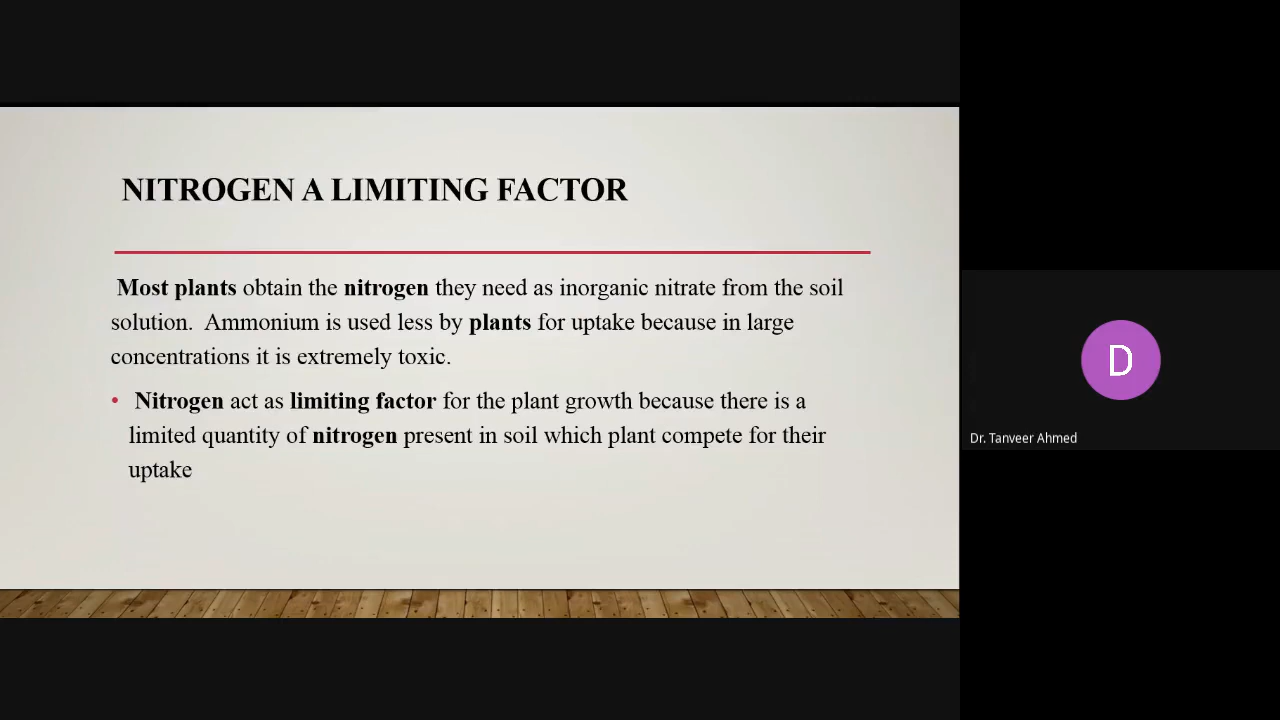 NITROGEN A LIMITING FACTOR
Most plants obtain the nitrogen they need as inorganic nitrate from the soil
solution.  Ammonium is used less by plants for uptake because in large
concentrations it is extremely toxic.
• Nitrogen act as limiting factor for the plant growth because there is a
limited quantity of nitrogen present in soil which plant compete for their
uptake
D
Dr. Tanveer Ahmed